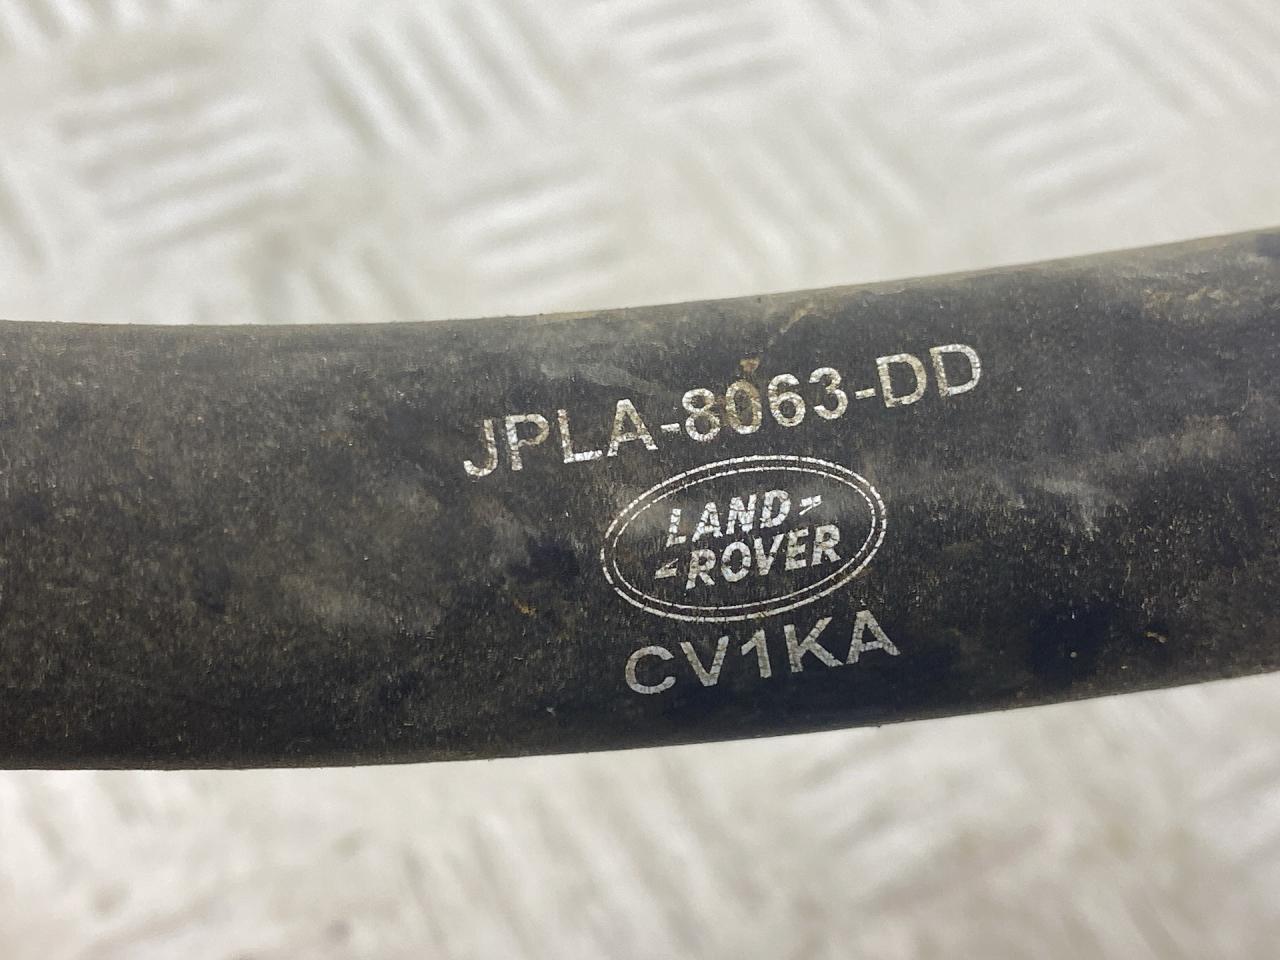 JPLA-8063-DD
LAND-
-ROVER
CV1KA